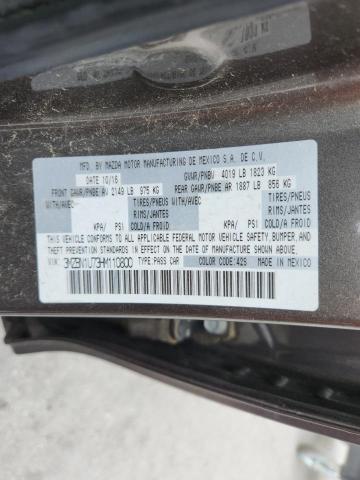 MFD. BY MAZDA MOTOR MANUFACTURING DE MEXICO S.A. DE C.V.
DATE 10/16 GVWR/PNBV 4019 LB 1823 KG
FRONT GAWR/PNBE AV 2149 LB 975 KG REAR GAWR/PNBE AR 1887 LB 856 KG
WITH/AVEC TIRES/PNEUS WITH/AVEC TIRES/PNEUS
RIMS/JANTES RIMS/JANTES
KPA/ PSI COLD/A FROID KPA/ PSI COLD/A FROID
THIS VEHICLE CONFORMS TO ALL APPLICABLE FEDERAL MOTOR VEHICLE SAFETY, BUMPER, AND
THEFT PREVENTION STANDARDS IN EFFECT ON THE DATE OF MANUFACTURE
SHOWN ABOVE. MADE IN MEXICO
VIN: 3MZBN1U73HM110800 TYPE:PASS CAR COLOR CODE:42S